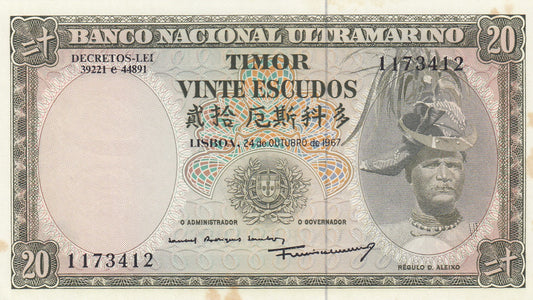 二十 BANCO NACIONAL ULTRAMARINO 20
DECRETOS-LEI
39221 e 44891
TIMOR
1173412
VINTE ESCUDOS
貳拾 厄斯科多
LISBOA, 24 de OUTUBRO de 1967
O ADMINISTRADOR O GOVERNADOR
1173412
RÉGULO D. ALEIXO
20 二十